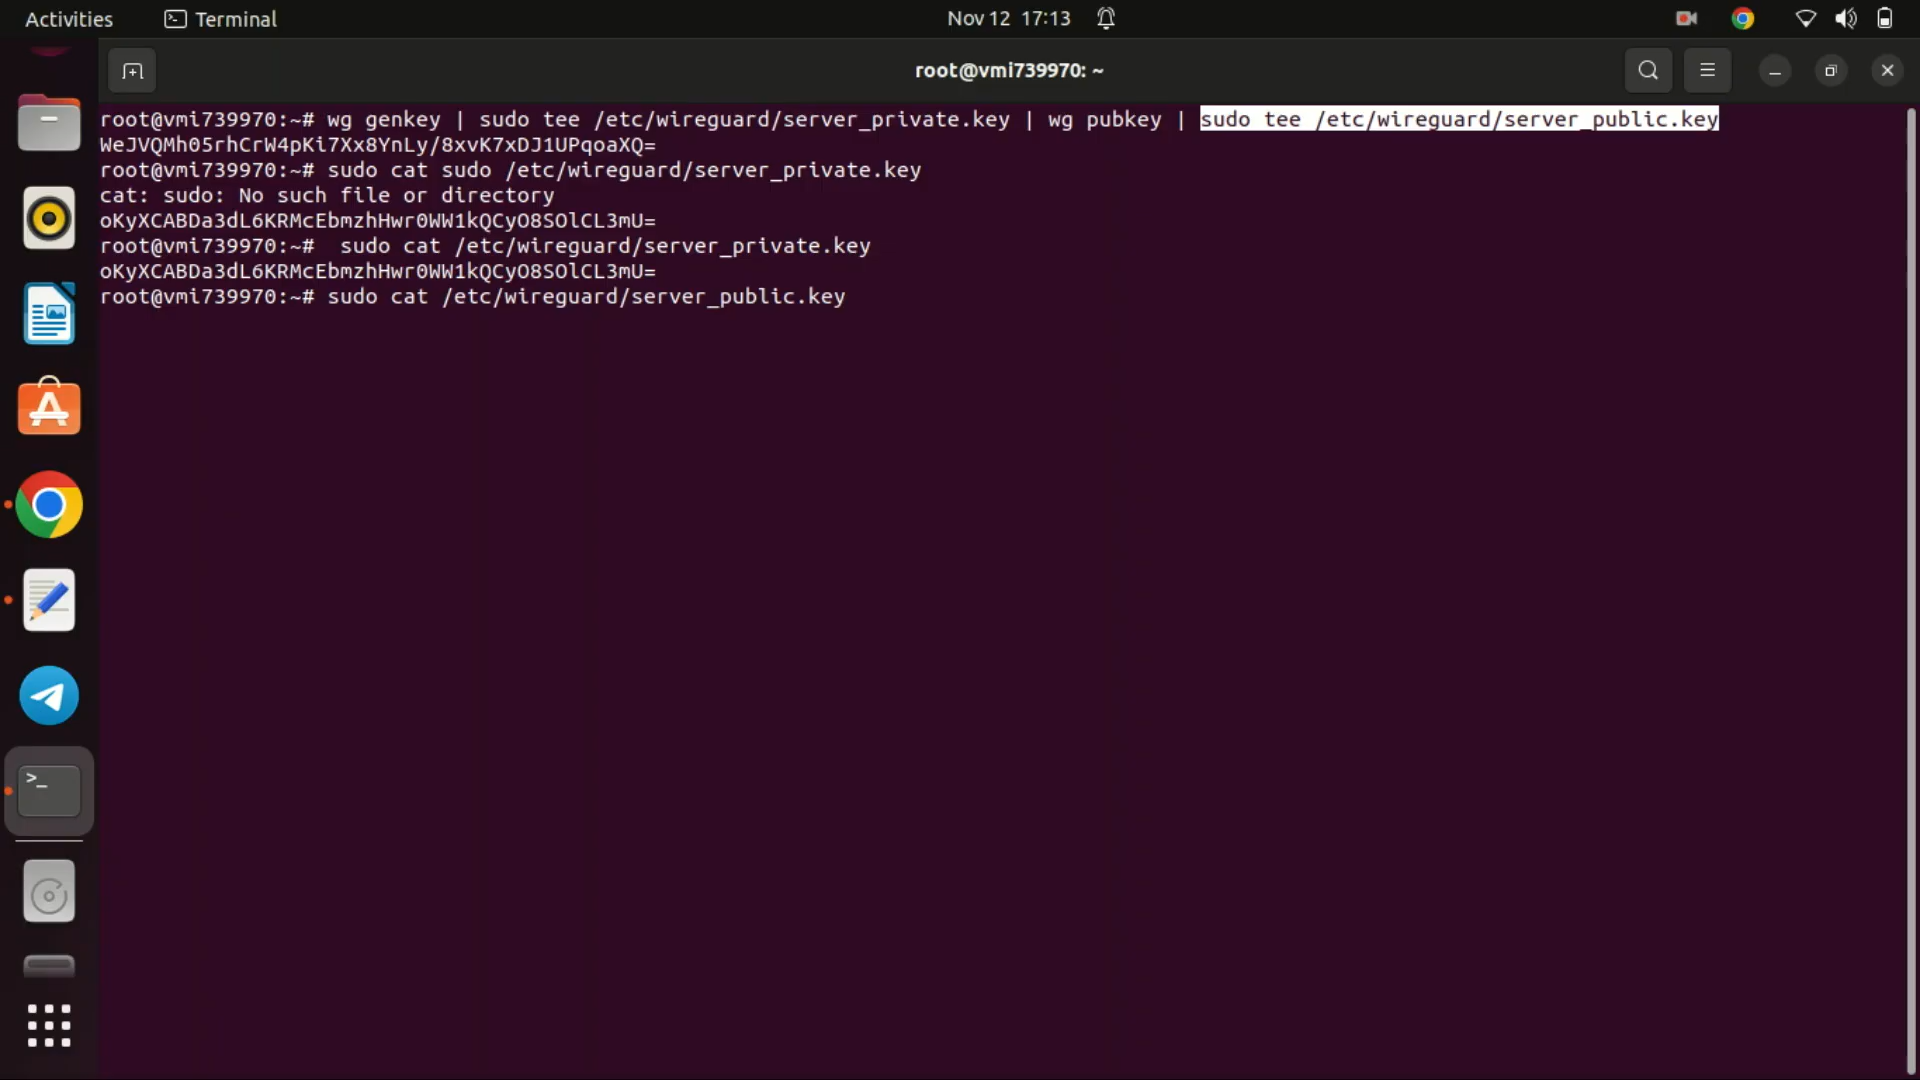 Activities
Terminal
Nov 12 17:13
root@vmi739970: ~
root@vmi739970:~# wg genkey | sudo tee /etc/wireguard/server_private.key | wg pubkey | sudo tee /etc/wireguard/server_public.key
WeJVQMh05rhCrW4pKi7Xx8YnLy/8xvK7xDJ1UPqoaXQ=
root@vmi739970:~# sudo cat sudo /etc/wireguard/server_private.key
cat: sudo: No such file or directory
oKyXCABDa3dL6KRMcEbmzhHwr0WW1kQCyO8SOlCL3mU=
root@vmi739970:~#  sudo cat /etc/wireguard/server_private.key
oKyXCABDa3dL6KRMcEbmzhHwr0WW1kQCyO8SOlCL3mU=
root@vmi739970:~# sudo cat /etc/wireguard/server_public.key